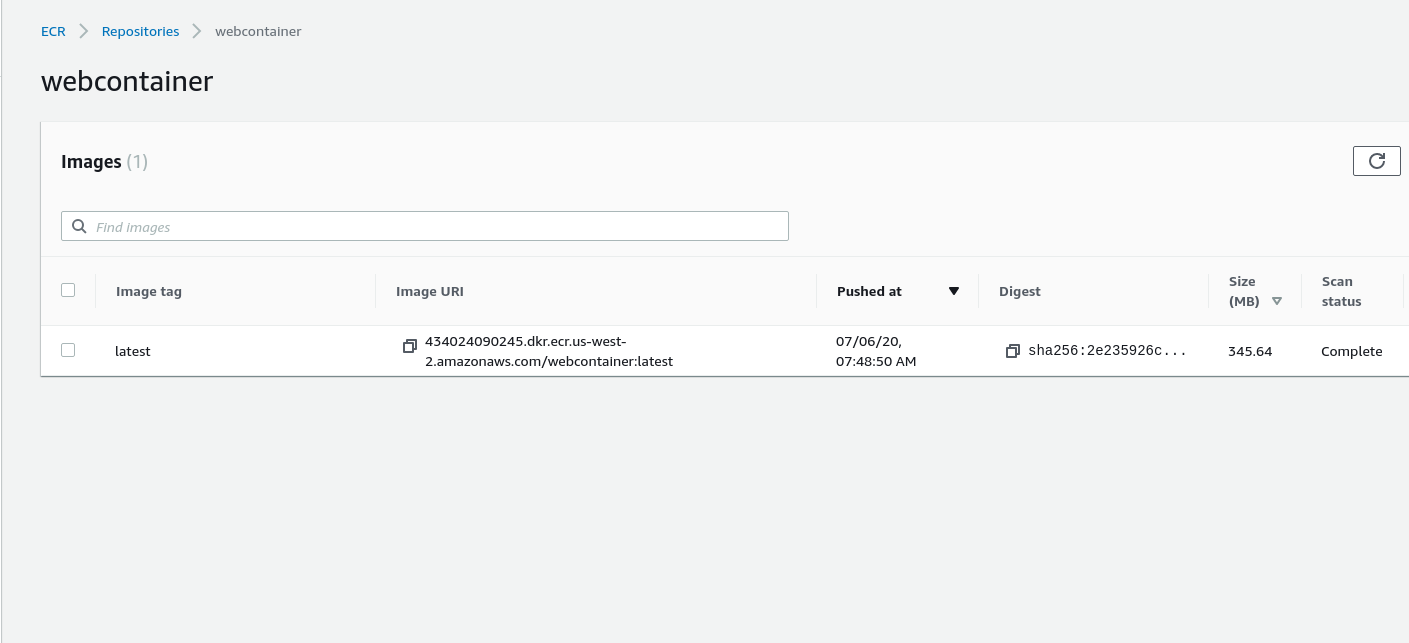 ECR > Repositories > webcontainer
webcontainer
Images (1)
Find images
Image tag Image URI Pushed at Digest Size (MB) Scan status
latest
434024090245.dkr.ecr.us-west-
2.amazonaws.com/webcontainer:latest
07/06/20,
07:48:50 AM
sha256:2e235926c...
345.64
Complete